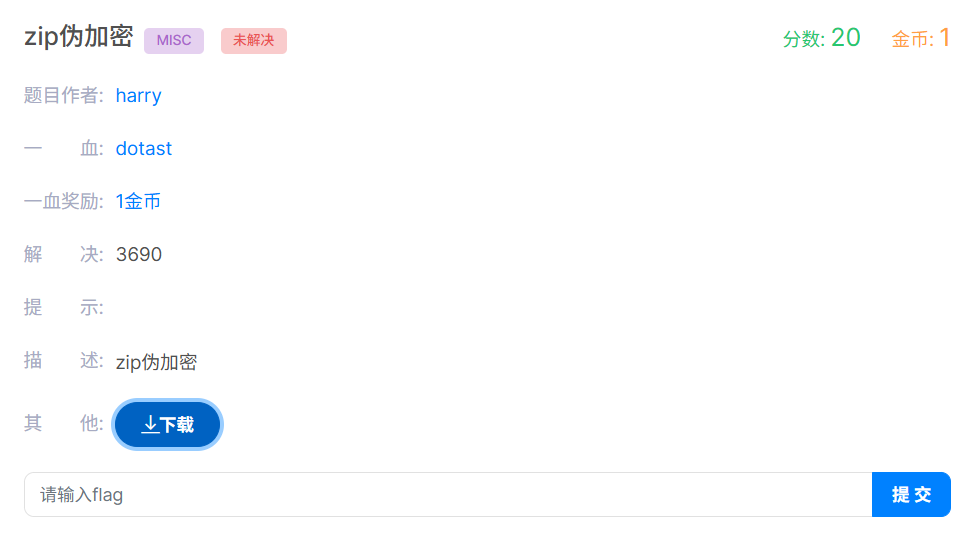 zip伪加密 MISC 未解决 分数: 20 金币: 1
题目作者: harry
一 血: dotast
一血奖励: 1金币
解 决: 3690
提 示:
描 述: zip伪加密
其 他: 下载
请输入flag 提 交